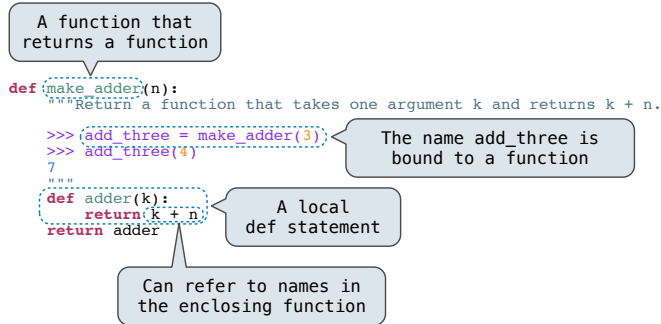 A function that
returns a function
def make_adder(n):
"""Return a function that takes one argument k and returns k + n.
>>> add_three = make_adder(3)
>>> add_three(4)
7
"""
The name add_three is
bound to a function
def adder(k):
return k + n
return adder
A local
def statement
Can refer to names in
the enclosing function